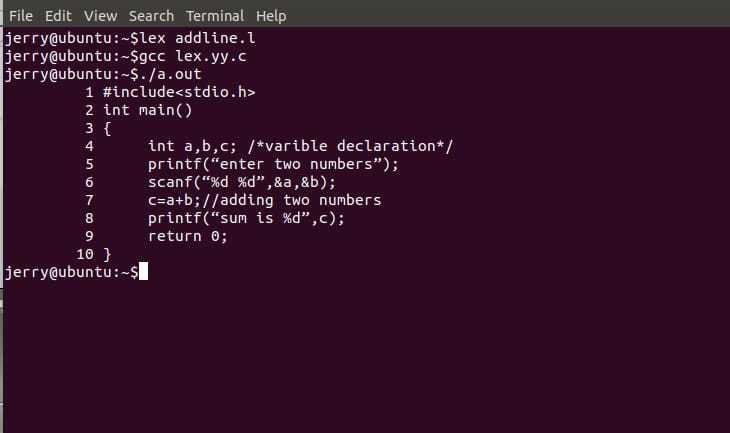 File Edit View Search Terminal Help
jerry@ubuntu:~$lex addline.l
jerry@ubuntu:~$gcc lex.yy.c
jerry@ubuntu:~$./a.out
1 #include<stdio.h>
2 int main()
3 {
4 int a,b,c; /*varible declaration*/
5 printf(“enter two numbers”);
6 scanf(“%d %d”,&a,&b);
7 c=a+b;//adding two numbers
8 printf(“sum is %d”,c);
9 return 0;
10 }
jerry@ubuntu:~$